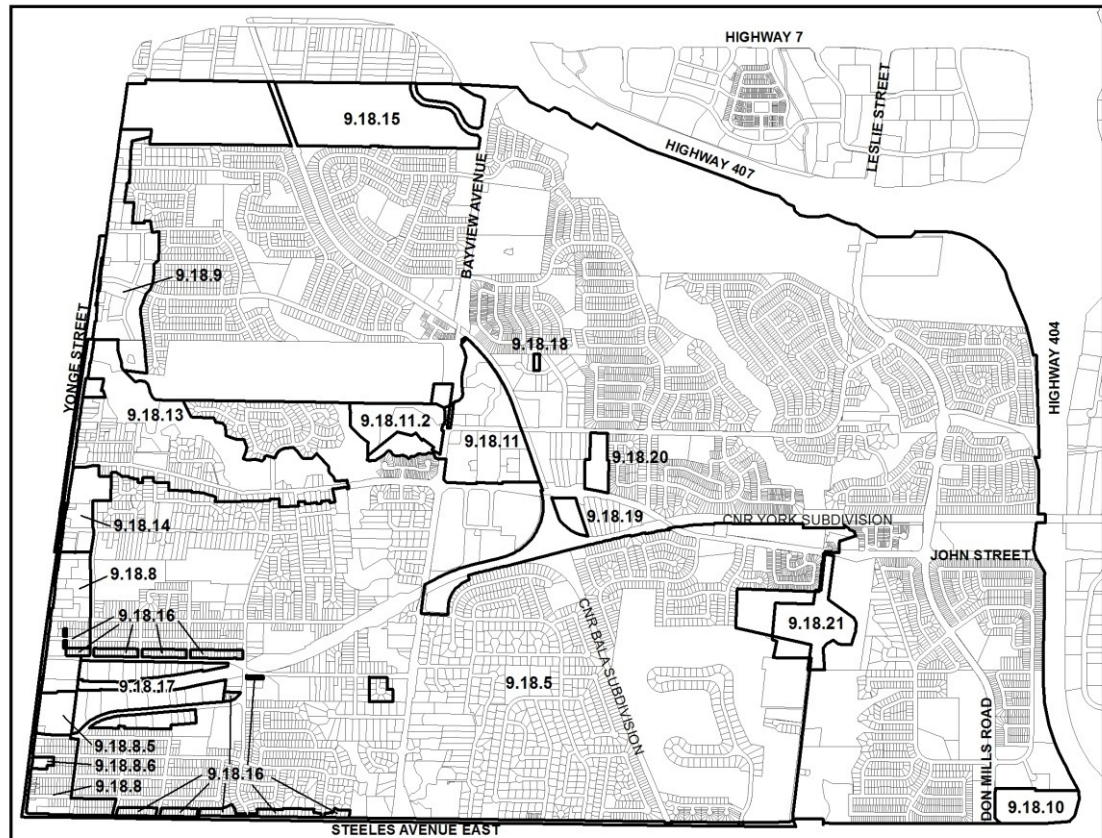 HIGHWAY 7
LESLIE STREET
9.18.15
HIGHWAY 407
BAYVIEW AVENUE
9.18.9
YONGE STREET
9.18.18
HIGHWAY 404
9.18.13
9.18.11.2
9.18.11
9.18.20
9.18.19
CNR YORK SUBDIVISION
9.18.14
JOHN STREET
9.18.8
9.18.16
CNR BALA SUBDIVISION
9.18.21
9.18.17
9.18.5
DON MILLS ROAD
9.18.8.5
9.18.8.6
9.18.16
9.18.8
9.18.10
STEELES AVENUE EAST